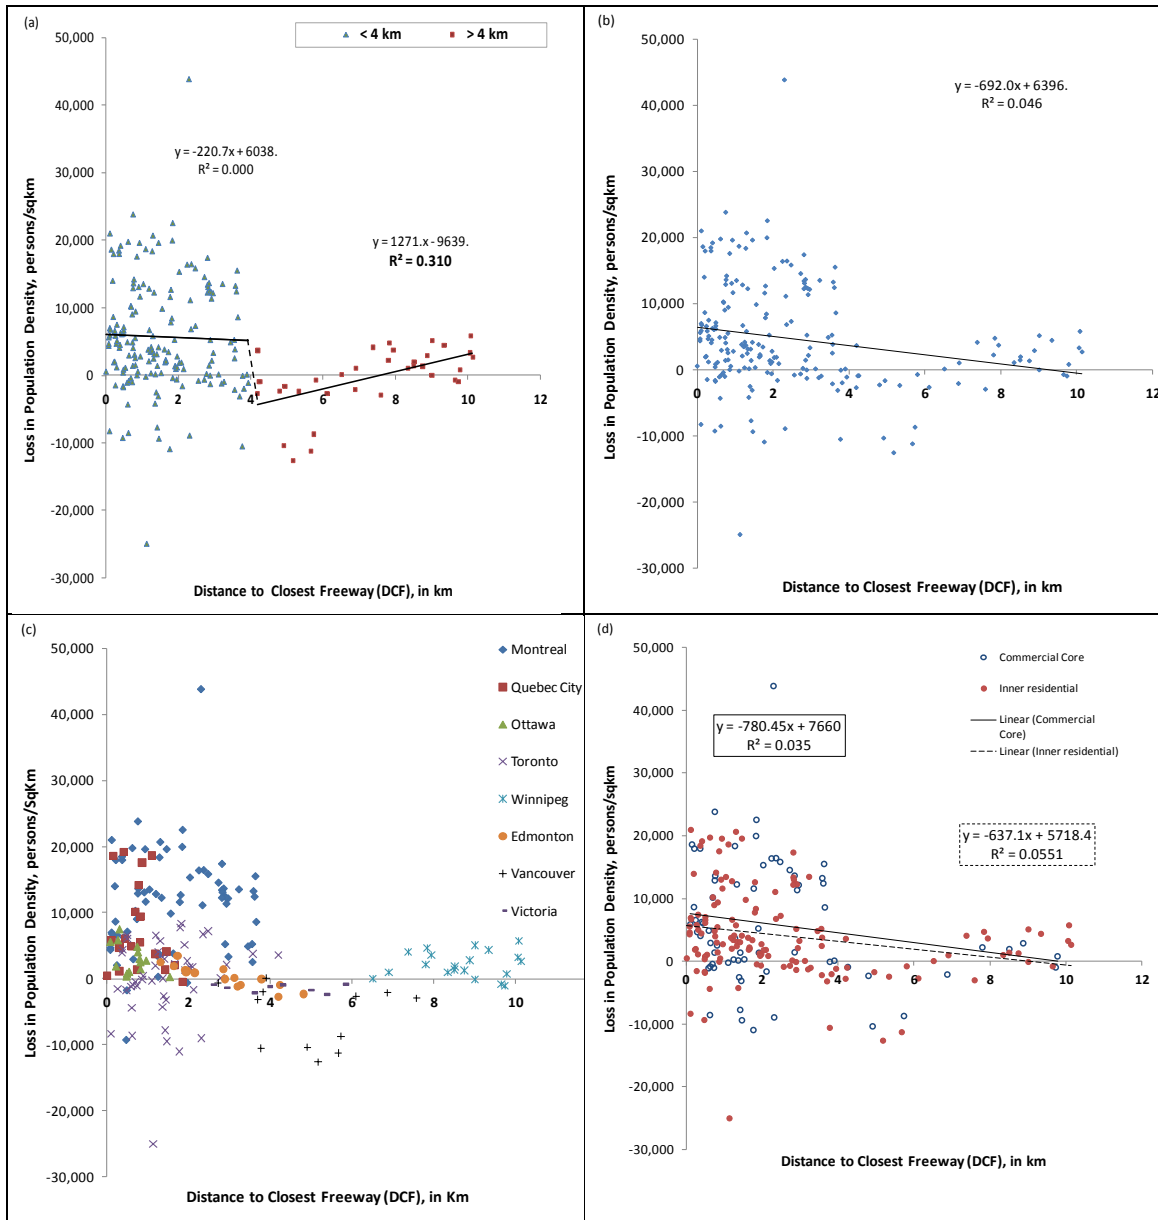 (a)
< 4 km
> 4 km
50,000
40,000
30,000
20,000
10,000
0
-10,000
-20,000
-30,000
0
2
4
6
8
10
12
y = -220.7x + 6038.
R² = 0.000
y = 1271.x - 9639.
R² = 0.310
Loss in Population Density, persons/sqkm
Distance to Closest Freeway (DCF), in km
(b)
50,000
40,000
30,000
20,000
10,000
0
-10,000
-20,000
-30,000
0
2
4
6
8
10
12
y = -692.0x + 6396.
R² = 0.046
Loss in Population Density, persons/sqkm
Distance to Closest Freeway (DCF), in km
(c)
50,000
40,000
30,000
20,000
10,000
0
-10,000
-20,000
-30,000
0
2
4
6
8
10
12
Montreal
Quebec City
Ottawa
Toronto
Winnipeg
Edmonton
Vancouver
Victoria
Loss in Population Density, persons/SqKm
Distance to Closest Freeway (DCF), in Km
(d)
50,000
40,000
30,000
20,000
10,000
0
-10,000
-20,000
-30,000
0
2
4
6
8
10
12
Commercial Core
Inner residential
Linear (Commercial
Core)
Linear (Inner residential)
y = -780.45x + 7660
R² = 0.035
y = -637.1x + 5718.4
R² = 0.0551
Loss in Population Density, persons/sqkm
Distance to Closest Freeway (DCF), in km